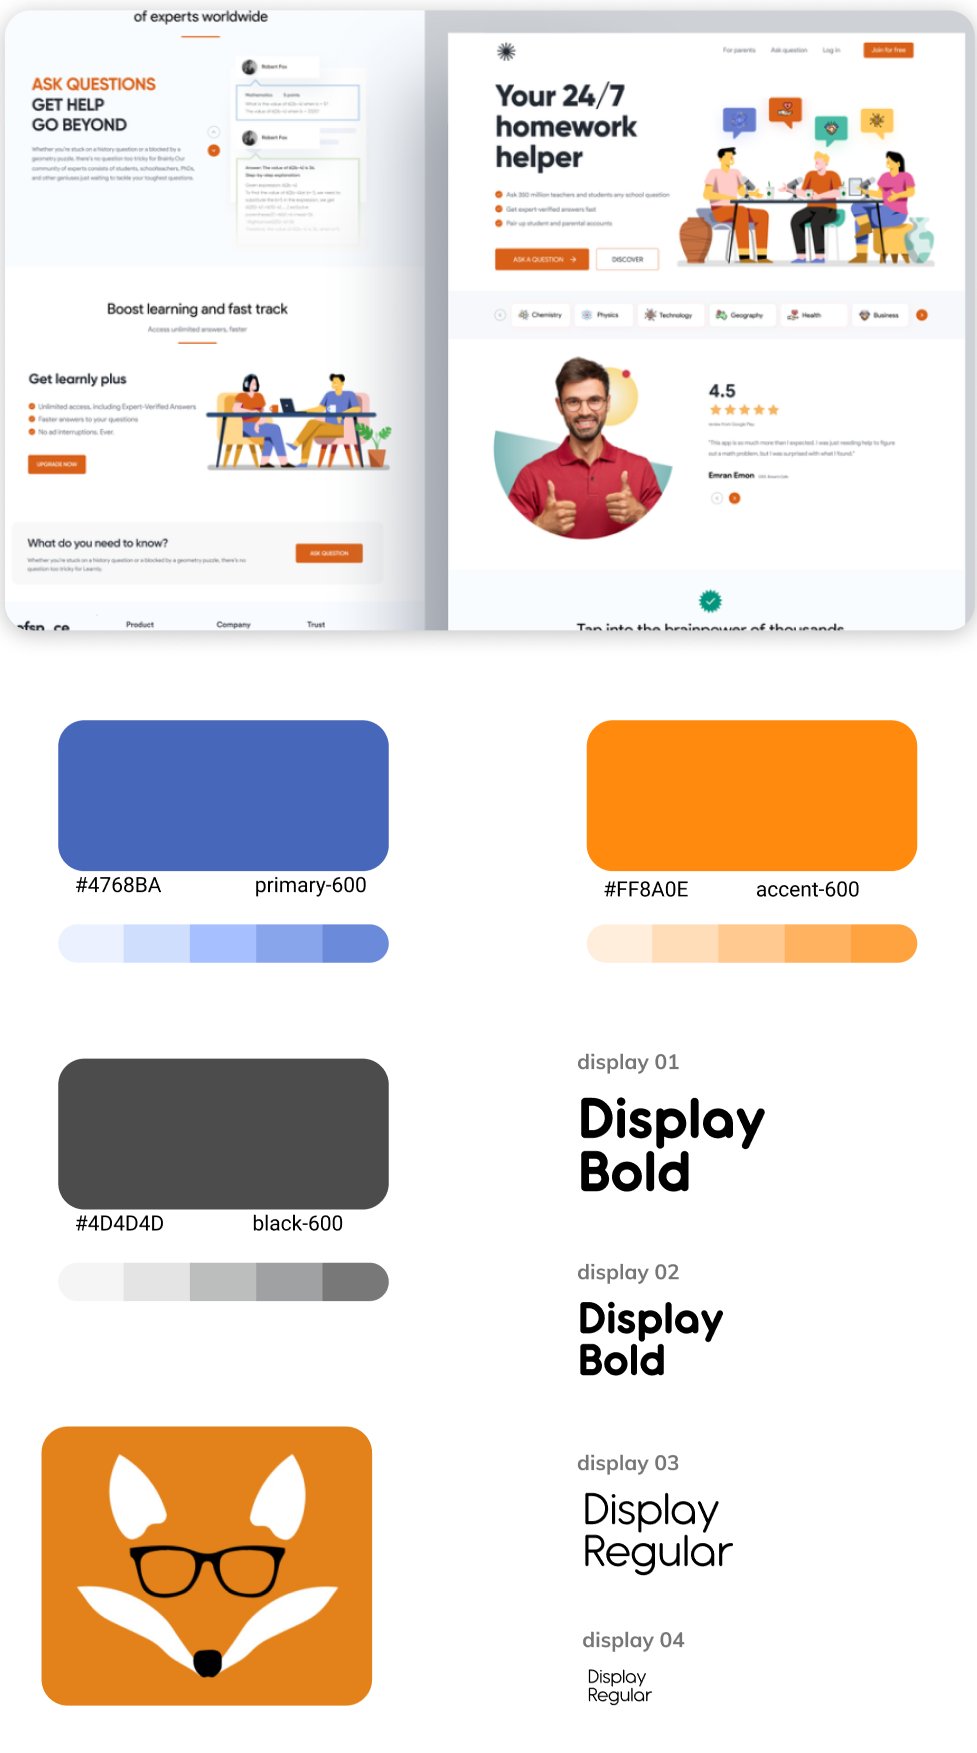 of experts worldwide
ASK QUESTIONS
GET HELP
GO BEYOND
Whether you're stuck on a history question or a blocked by a
geometry puzzle, there's no question too tricky for Brainly. Our
community of experts consists of students, schoolteachers, PhDs,
and other geniuses just waiting to tackle your toughest questions.
Robert Fox
Mathematics 5 points
Robert Fox
Step-by-step explanation
Boost learning and fast track
Access unlimited answers, faster
Get learnly plus
Unlimited access, including Expert-Verified Answers
Faster answers to your questions
No ad interruptions. Ever.
UPGRADE NOW
What do you need to know?
Whether you're stuck on a history question or a blocked by a geometry puzzle, there's no
question too tricky for Learnly.
ASK QUESTION
Product
Company
Trust
For parents
Ask question
Log in
Join for free
Your 24/7
homework
helper
Ask 350 million teachers and students any school question
Get expert-verified answers fast
Pair up student and parental accounts
ASK A QUESTION
DISCOVER
Chemistry
Physics
Technology
Geography
Health
Business
4.5
review from Google Play
"This app is so much more than I expected. I was just needing help to figure
out a math problem, but I was surprised with what I found."
Emran Emon
Tap into the brainpower of thousands
#4768BA
primary-600
#FF8A0E
accent-600
#4D4D4D
black-600
display 01
Display
Bold
display 02
Display
Bold
display 03
Display
Regular
display 04
Display
Regular